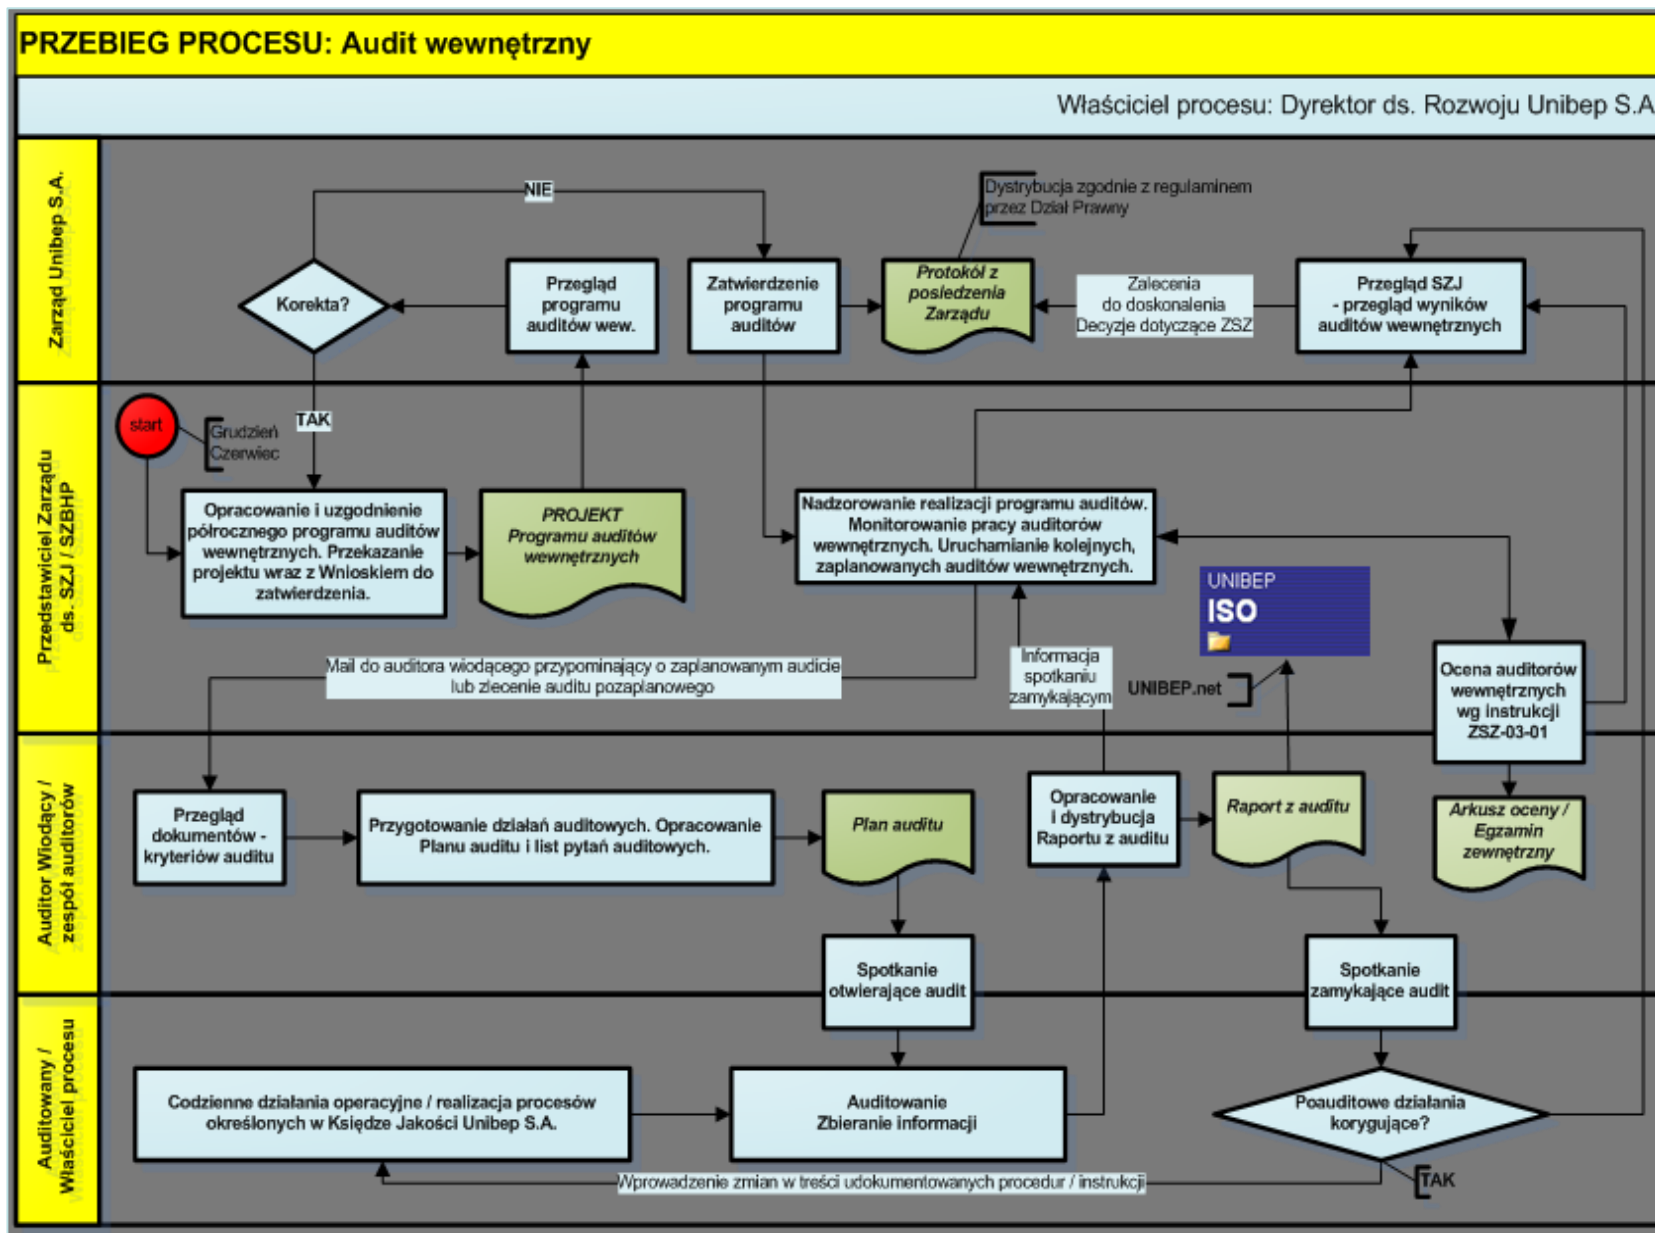 PRZEBIEG PROCESU: Audit wewnętrzny
Właściciel procesu: Dyrektor ds. Rozwoju Unibep S.A
Zarząd Unibep S.A.
NIE
Dystrybucja zgodnie z regulaminem
przez Dział Prawny
Korekta?
Przegląd
programu
auditów wew.
Zatwierdzenie
programu
auditów
Protokół z
posiedzenia
Zarządu
Zalecenia
do doskonalenia
Decyzje dotyczące ZSZ
Przegląd SZJ
- przegląd wyników
auditów wewnętrznych
Przedstawiciel Zarządu
ds. SZJ / SZBHP
start
Grudzień
Czerwiec
TAK
Opracowanie i uzgodnienie
półrocznego programu auditów
wewnętrznych. Przekazanie
projektu wraz z Wnioskiem do
zatwierdzenia.
PROJEKT
Programu auditów
wewnętrznych
Nadzorowanie realizacji programu auditów.
Monitorowanie pracy auditorów
wewnętrznych. Uruchamianie kolejnych,
zaplanowanych auditów wewnętrznych.
UNIBEP
ISO
UNIBEP.net
Mail do auditora wiodącego przypominający o zaplanowanym audicie
lub zlecenie auditu pozaplanowego
Informacja
spotkaniu
zamykającym
Ocena auditorów
wewnętrznych
wg instrukcji
ZSZ-03-01
Auditor Wiodący /
zespół auditorów
Przegląd
dokumentów -
kryteriów auditu
Przygotowanie działań auditowych. Opracowanie
Planu auditu i list pytań auditowych.
Plan auditu
Opracowanie
i dystrybucja
Raportu z auditu
Raport z auditu
Arkusz oceny /
Egzamin
zewnętrzny
Spotkanie
otwierające audit
Spotkanie
zamykające audit
Auditowany /
Właściciel procesu
Codzienne działania operacyjne / realizacja procesów
określonych w Księdze Jakości Unibep S.A.
Auditowanie
Zbieranie informacji
Poauditowe działania
korygujące?
Wprowadzenie zmian w treści udokumentowanych procedur / instrukcji
TAK